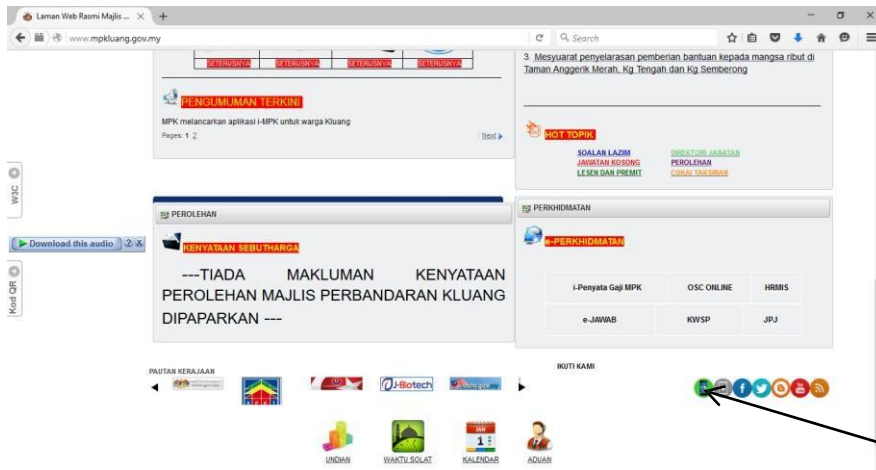 Laman Web Rasmi Majlis ...
www.mpkluang.gov.my
Search
SETERUSNYA SETERUSNYA SETERUSNYA SETERUSNYA
PENGUMUMAN TERKINI
MPK melancarkan aplikasi i-MPK untuk warga Kluang
Pages: 1 2
Next
3. Mesyuarat penyelarasan pemberian bantuan kepada mangsa ribut di
Taman Anggerik Merah, Kg Tengah dan Kg Semberong
HOT TOPIK
SOALAN LAZIM DIREKTORI JABATAN
JAWATAN KOSONG PEROLEHAN
LESEN DAN PREMIT CUKAI TAKSIRAN
W3C
Download this audio ? X
Kod QR
PEROLEHAN
KENYATAAN SEBUTHARGA
---TIADA MAKLUMAN KENYATAAN
PEROLEHAN MAJLIS PERBANDARAN KLUANG
DIPAPARKAN ---
PERKHIDMATAN
e-PERKHIDMATAN
i-Penyata Gaji MPK OSC ONLINE HRMIS
e-JAWAB KWSP JPJ
PAUTAN KERAJAAN
J-Biotech
IKUTI KAMI
You
JAN
1
UNDIAN WAKTU SOLAT KALENDAR ADUAN